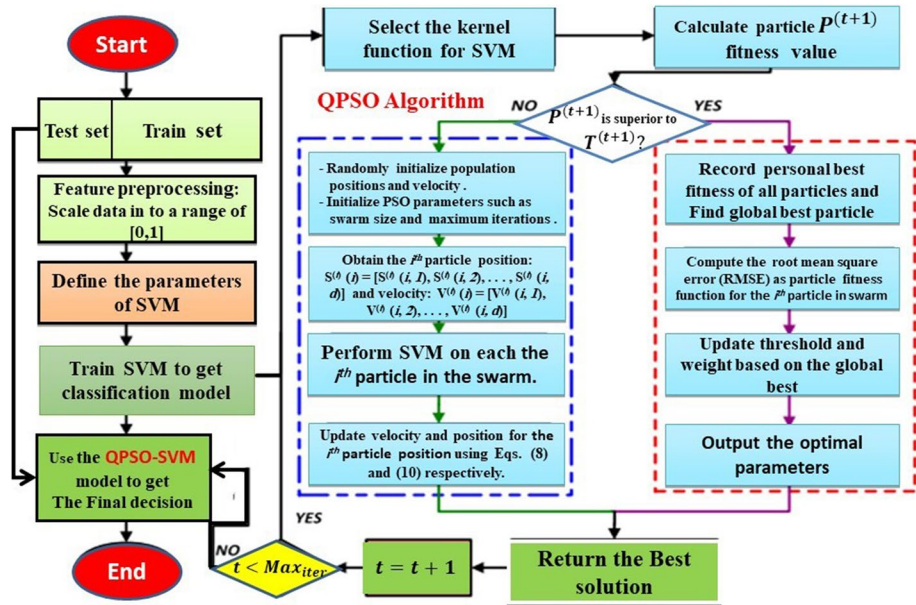 Start
Test set
Train set
Feature preprocessing:
Scale data in to a range of
[0,1]
Define the parameters
of SVM
Train SVM to get
classification model
Use the QPSO-SVM
model to get
The Final decision
End
Select the kernel
function for SVM
Calculate particle P^(t+1)
fitness value
QPSO Algorithm
NO
P^(t+1) is superior to
T^(t+1)?
YES
- Randomly initialize population
positions and velocity .
- Initialize PSO parameters such as
swarm size and maximum iterations .
Obtain the i^th particle position:
S^(t) (i) = [S^(t) (i, 1), S^(t) (i, 2), . . . , S^(t) (i,
d)] and velocity: V^(t) (i) = [V^(t) (i, 1),
V^(t) (i, 2), . . . , V^(t) (i, d)]
Perform SVM on each the
i^th particle in the swarm.
Update velocity and position for the
i^th particle position using Eqs. (8)
and (10) respectively.
Record personal best
fitness of all particles and
Find global best particle
Compute the root mean square
error (RMSE) as particle fitness
function for the i^th particle in swarm
Update threshold and
weight based on the global
best
Output the optimal
parameters
YES
NO
t < Max_iter
t = t + 1
Return the Best
solution